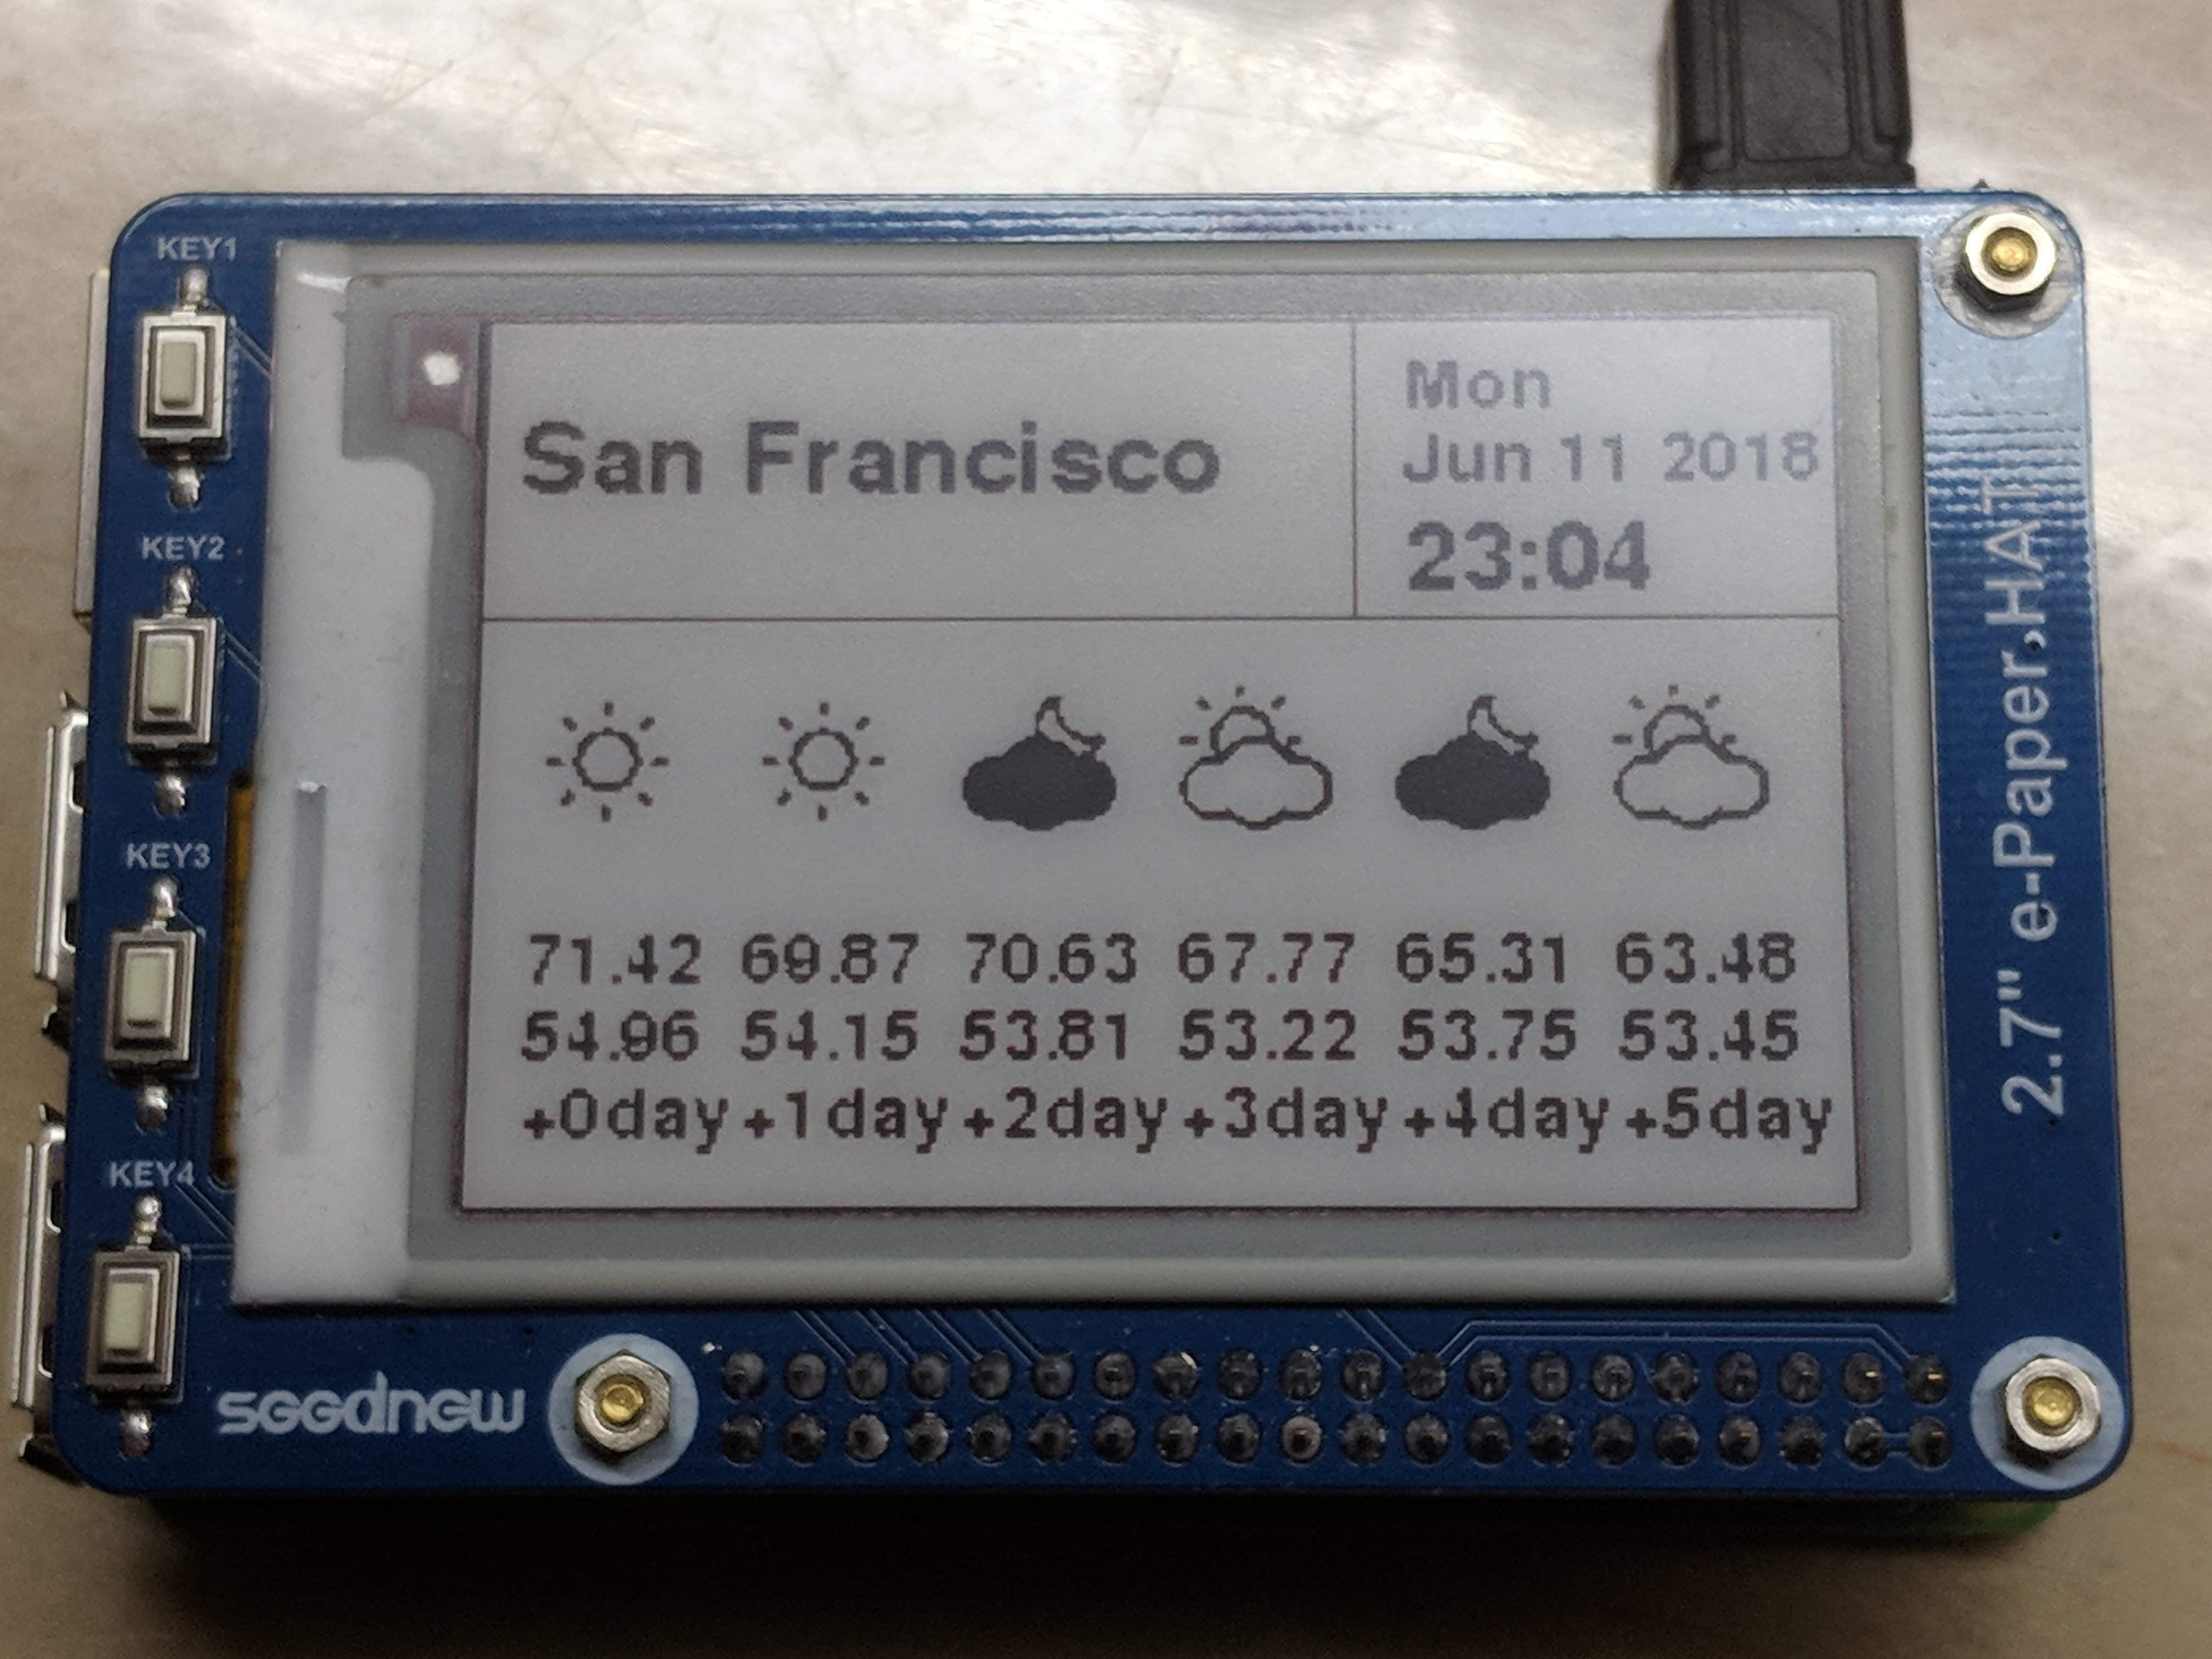 KEY1
KEY2
KEY3
KEY4
San Francisco
Mon
Jun 11 2018
23:04
71.42 69.87 70.63 67.77 65.31 63.48
54.96 54.15 53.81 53.22 53.75 53.45
+0day +1day +2day +3day +4day +5day
2.7" e-Paper,HAT
seednew